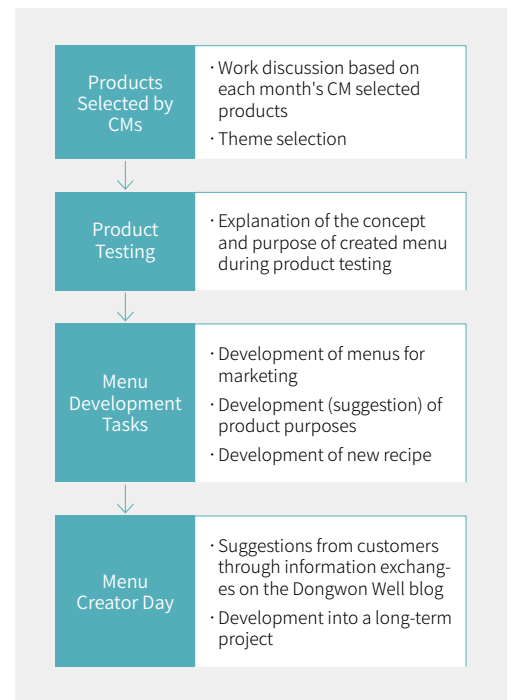 Products
Selected by
CMs
· Work discussion based on
each month's CM selected
products
· Theme selection
Product
Testing
· Explanation of the concept
and purpose of created menu
during product testing
Menu
Development
Tasks
· Development of menus for
marketing
· Development (suggestion) of
product purposes
· Development of new recipe
Menu
Creator Day
· Suggestions from customers
through information exchang-
es on the Dongwon Well blog
· Development into a long-term
project